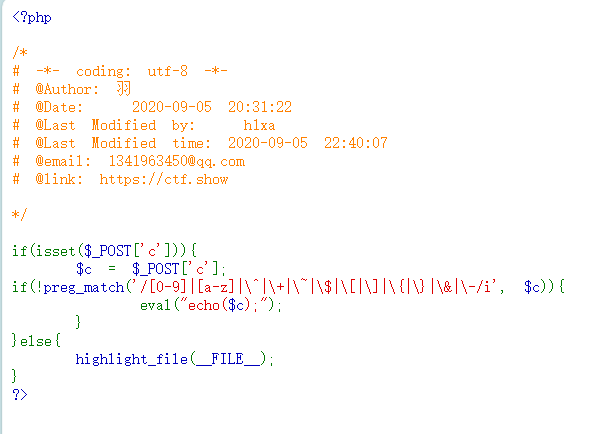 <?php
/*
# -*- coding: utf-8 -*-
# @Author: 羽
# @Date:   2020-09-05 20:31:22
# @Last Modified by:   h1xa
# @Last Modified time: 2020-09-05 22:40:07
# @email: 1341963450@qq.com
# @link: https://ctf.show
*/
if(isset($_POST['c'])){
    $c = $_POST['c'];
if(!preg_match('/[0-9]|[a-z]|\^|\+|\~|\$|\[|\]|\{|\}|\&|\-/i', $c)){
        eval("echo($c);");
    }
}else{
    highlight_file(__FILE__);
}
?>